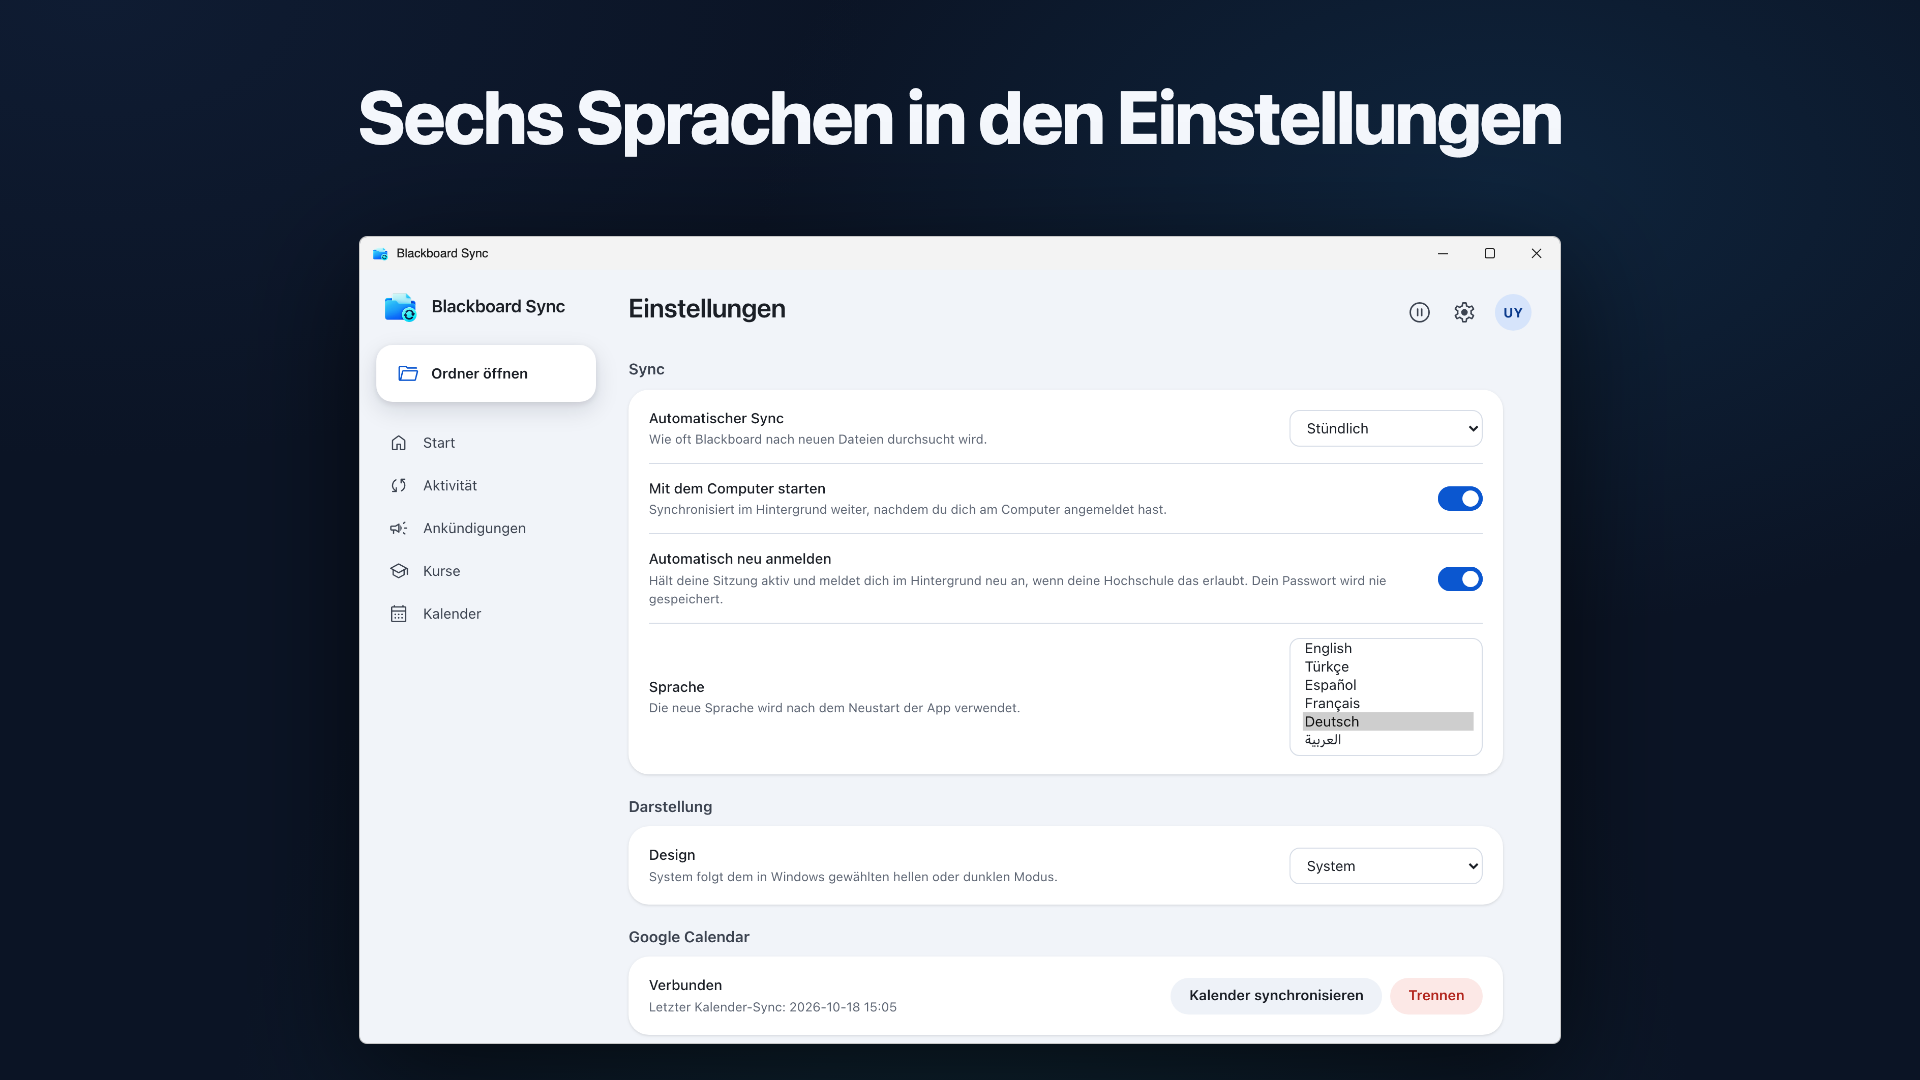 Sechs Sprachen in den Einstellungen
Blackboard Sync
Blackboard Sync
Ordner öffnen
Start
Aktivität
Ankündigungen
Kurse
Kalender
Einstellungen
UY
Sync
Automatischer Sync
Wie oft Blackboard nach neuen Dateien durchsucht wird.
Stündlich
Mit dem Computer starten
Synchronisiert im Hintergrund weiter, nachdem du dich am Computer angemeldet hast.
Automatisch neu anmelden
Hält deine Sitzung aktiv und meldet dich im Hintergrund neu an, wenn deine Hochschule das erlaubt. Dein Passwort wird nie
gespeichert.
Sprache
Die neue Sprache wird nach dem Neustart der App verwendet.
English
Türkçe
Español
Français
Deutsch
العربية
Darstellung
Design
System folgt dem in Windows gewählten hellen oder dunklen Modus.
System
Google Calendar
Verbunden
Letzter Kalender-Sync: 2026-10-18 15:05
Kalender synchronisieren
Trennen